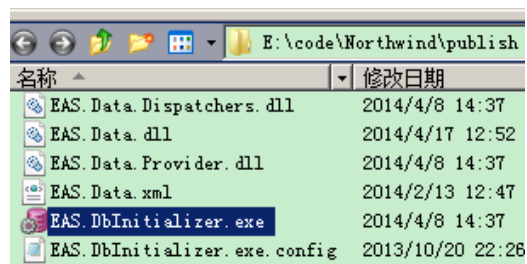 E:\code\Northwind\publish
名称 修改日期
EAS.Data.Dispatchers.dll 2014/4/8 14:37
EAS.Data.dll 2014/4/17 12:52
EAS.Data.Provider.dll 2014/4/8 14:37
EAS.Data.xml 2014/2/13 12:47
EAS.DbInitializer.exe 2014/4/8 14:37
EAS.DbInitializer.exe.config 2013/10/20 22:26